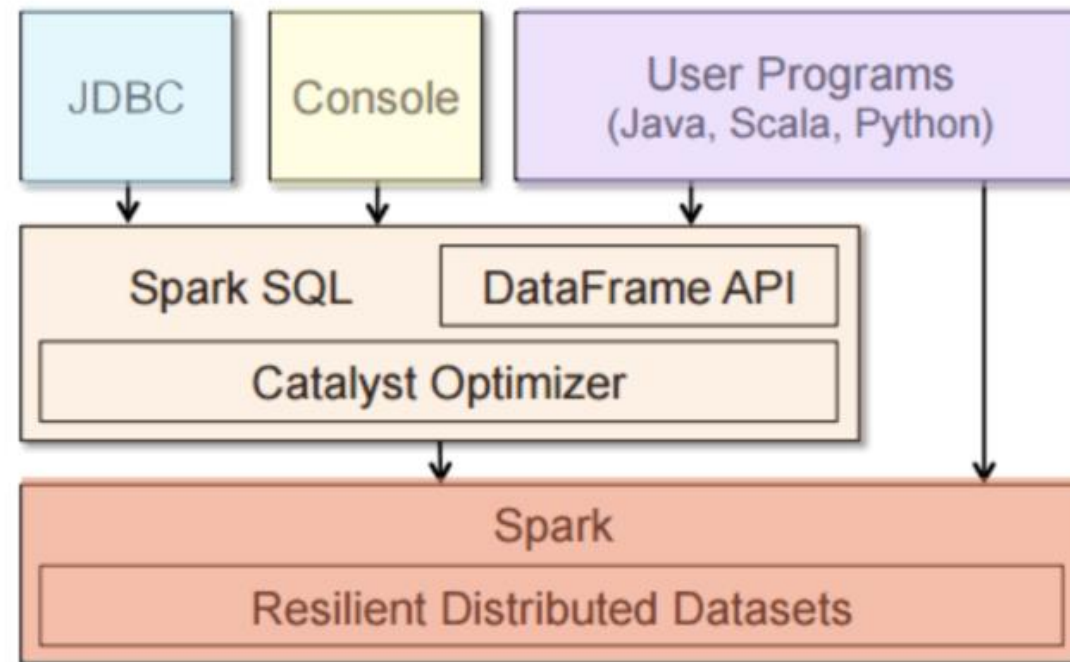 JDBC
Console
User Programs
(Java, Scala, Python)
Spark SQL
DataFrame API
Catalyst Optimizer
Spark
Resilient Distributed Datasets